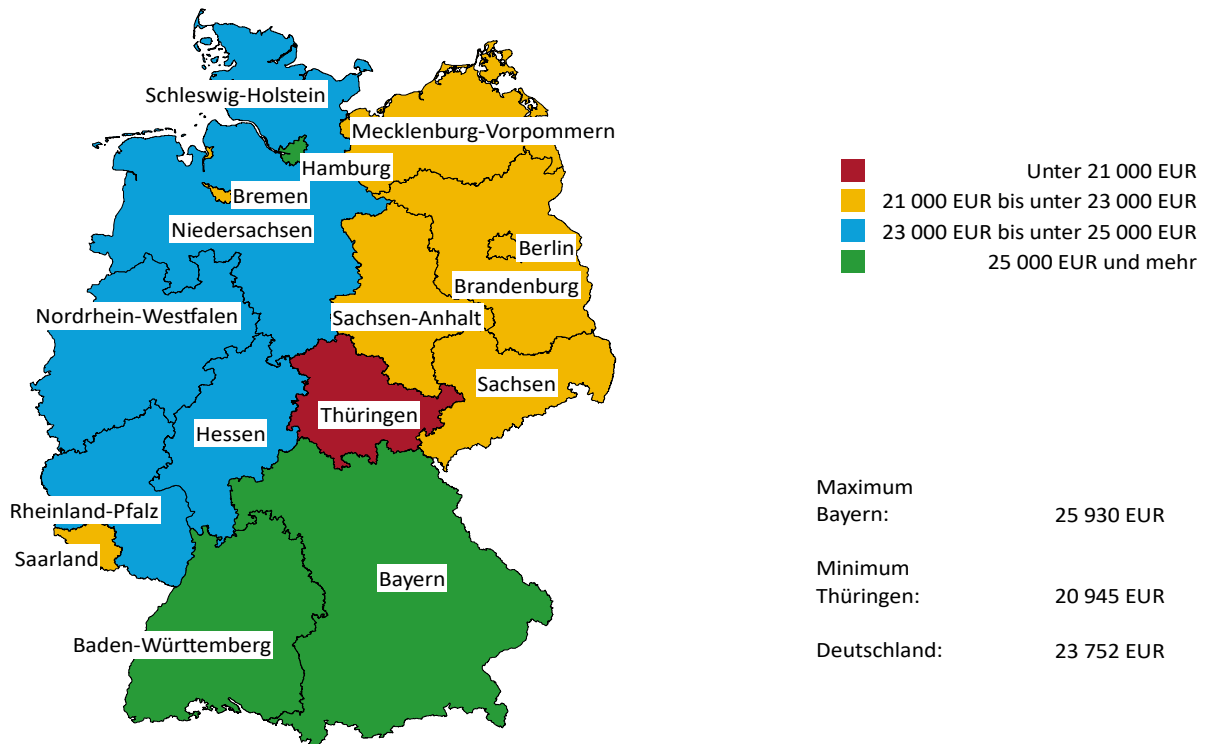 Schleswig-Holstein
Mecklenburg-Vorpommern
Hamburg
Bremen
Niedersachsen
Berlin
Brandenburg
Nordrhein-Westfalen
Sachsen-Anhalt
Sachsen
Thüringen
Hessen
Rheinland-Pfalz
Saarland
Bayern
Baden-Württemberg
Unter 21 000 EUR
21 000 EUR bis unter 23 000 EUR
23 000 EUR bis unter 25 000 EUR
25 000 EUR und mehr
Maximum
Bayern: 25 930 EUR
Minimum
Thüringen: 20 945 EUR
Deutschland: 23 752 EUR